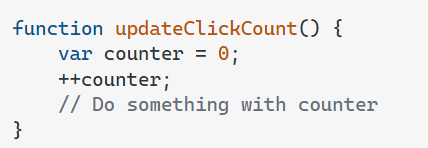 function updateClickCount() {
    var counter = 0;
    ++counter;
    // Do something with counter
}